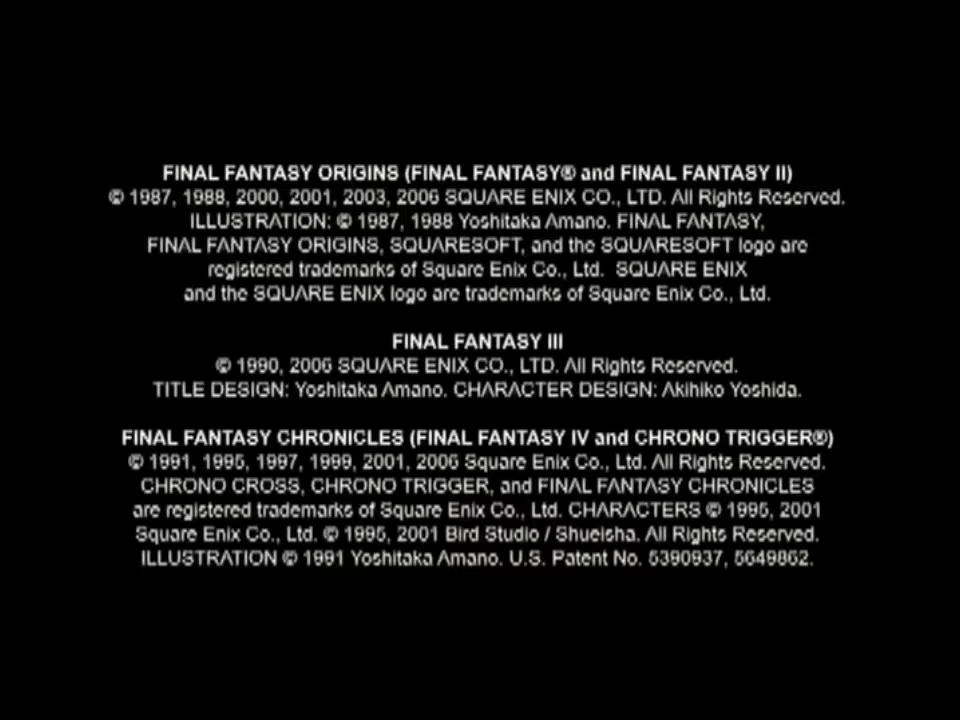 FINAL FANTASY ORIGINS (FINAL FANTASY® and FINAL FANTASY II)
© 1987, 1988, 2000, 2001, 2003, 2006 SQUARE ENIX CO., LTD. All Rights Reserved.
ILLUSTRATION: © 1987, 1988 Yoshitaka Amano. FINAL FANTASY,
FINAL FANTASY ORIGINS, SQUARESOFT, and the SQUARESOFT logo are
registered trademarks of Square Enix Co., Ltd. SQUARE ENIX
and the SQUARE ENIX logo are trademarks of Square Enix Co., Ltd.
FINAL FANTASY III
© 1990, 2006 SQUARE ENIX CO., LTD. All Rights Reserved.
TITLE DESIGN: Yoshitaka Amano. CHARACTER DESIGN: Akihiko Yoshida.
FINAL FANTASY CHRONICLES (FINAL FANTASY IV and CHRONO TRIGGER®)
© 1991, 1995, 1997, 1999, 2001, 2006 Square Enix Co., Ltd. All Rights Reserved.
CHRONO CROSS, CHRONO TRIGGER, and FINAL FANTASY CHRONICLES
are registered trademarks of Square Enix Co., Ltd. CHARACTERS © 1995, 2001
Square Enix Co., Ltd. © 1995, 2001 Bird Studio / Shueisha. All Rights Reserved.
ILLUSTRATION © 1991 Yoshitaka Amano. U.S. Patent No. 5390937, 5649862.